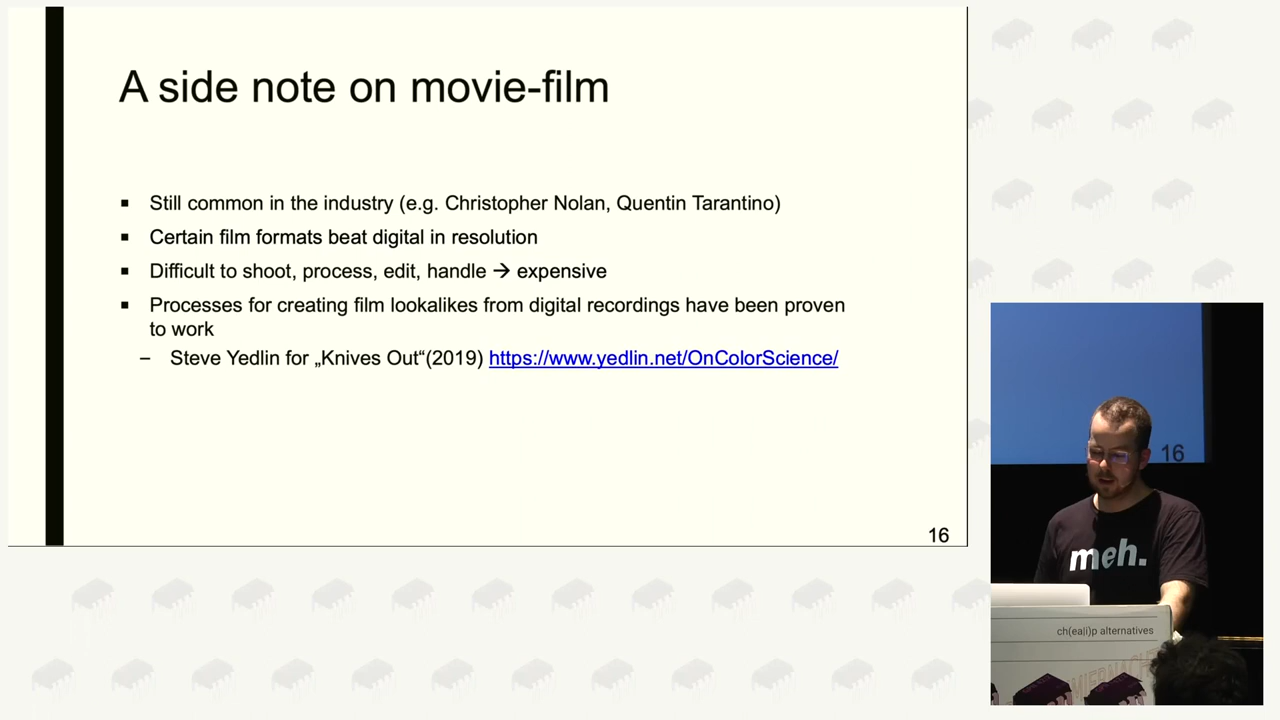 A side note on movie-film
▪ Still common in the industry (e.g. Christopher Nolan, Quentin Tarantino)
▪ Certain film formats beat digital in resolution
▪ Difficult to shoot, process, edit, handle → expensive
▪ Processes for creating film lookalikes from digital recordings have been proven
to work
– Steve Yedlin for „Knives Out“(2019) https://www.yedlin.net/OnColorScience/
16
16
meh.
ch(ea|i)p alternatives